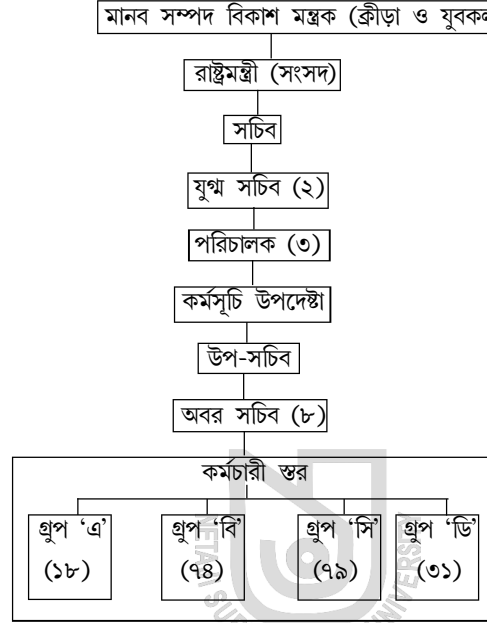 মানব সম্পদ বিকাশ মন্ত্রক (ক্রীড়া ও
রাষ্ট্রমন্ত্রী (সংসদ)
সচিব
যুগ্ম সচিব (২)
পরিচালক (৩)
কর্মসূচি উপদেষ্টা
উপ-সচিব
অবর সচিব (৮)
কর্মচারী স্তর
গ্রুপ ‘এ’ গ্রুপ ‘বি’ গ্রুপ ‘সি’ গ্রুপ ‘ডি’
(১৮) (৭৪) (৭৯) (৩১)